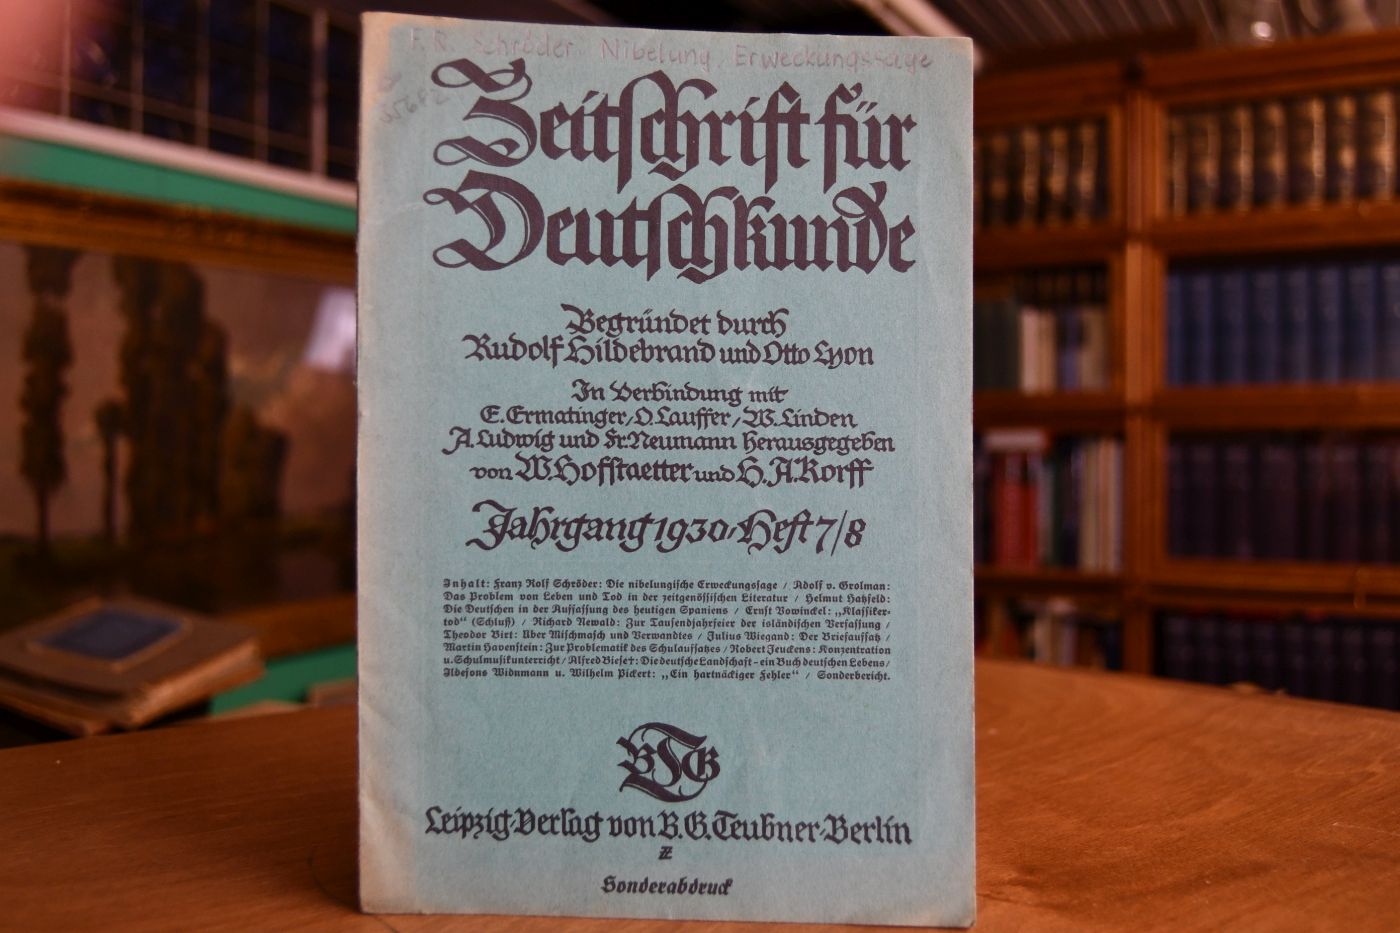 F. R. Schröder. Nibelung. Erweckungssage
Zeitschrift für
Deutschkunde
Begründet durch
Rudolf Hildebrand und Otto Lyon
In Verbindung mit
E. Ermatinger / O. Lauffer / W. Linden
A. Ludwig und Fr. Neumann herausgegeben
von W. Hofstaetter und H. A. Korff
Jahrgang 1930 · Heft 7/8
Inhalt: Franz Rolf Schröder: Die nibelungische Erweckungssage / Adolf v. Grolman:
Das Problem von Leben und Tod in der zeitgenössischen Literatur / Helmut Hatzfeld:
Die Deutschen in der Auffassung des heutigen Spaniens / Ernst Vowinckel: „Klassiker-
tod“ (Schluß) / Richard Newald: Zur Tausendjahrfeier der isländischen Verfassung /
Theodor Birt: Über Mischmasch und Verwandtes / Julius Wiegand: Der Briefaufsatz /
Martin Havenstein: Zur Problematik des Schulaufsatzes / Robert Jeuckens: Konzentration
u. Schulmusikunterricht / Alfred Biese†: Die deutsche Landschaft - ein Buch deutschen Lebens /
Ildefons Widnmann u. Wilhelm Pickert: „Ein hartnäckiger Fehler“ / Sonderbericht.
BTG
Leipzig · Verlag von B. G. Teubner · Berlin
Sonderabdruck